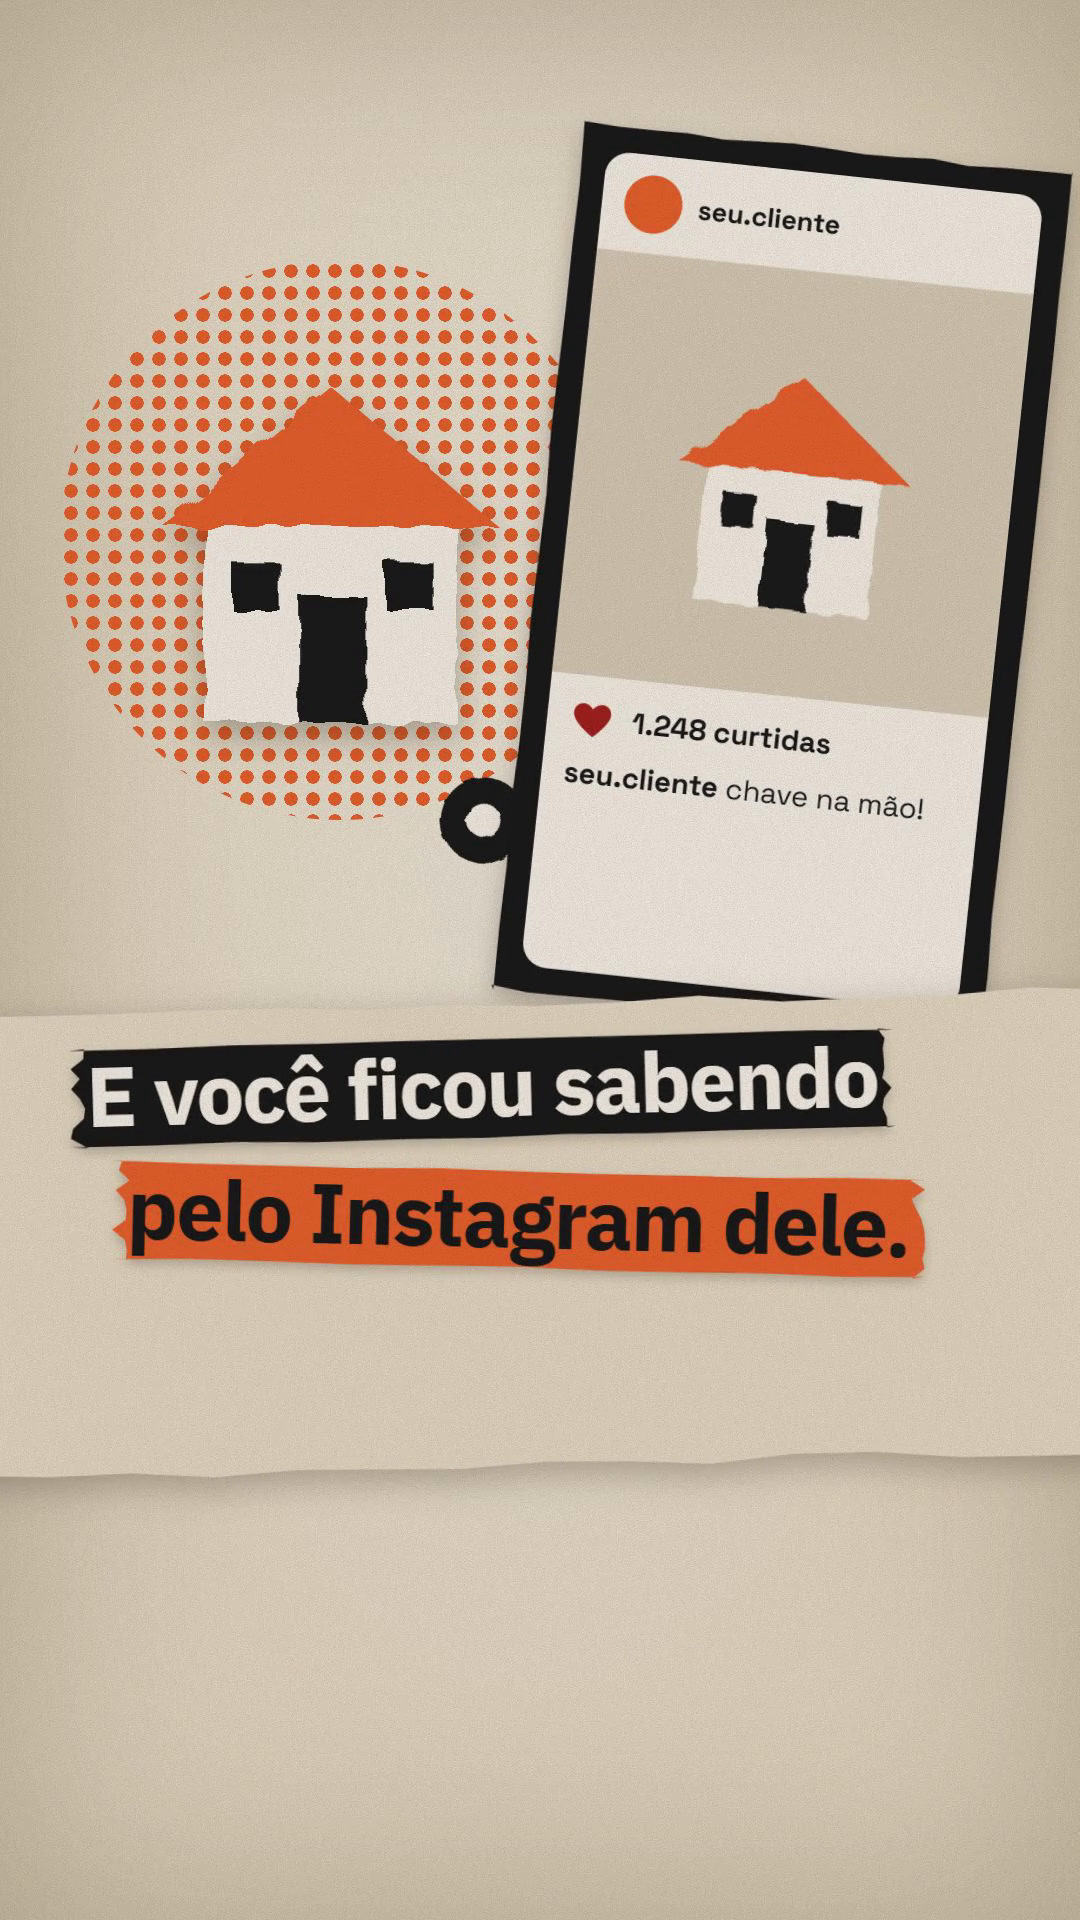 seu.cliente
1.248 curtidas
seu.cliente chave na mão!
E você ficou sabendo
pelo Instagram dele.